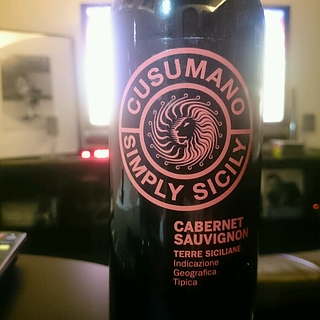 CUSUMANO
SIMPLY SICILY
CABERNET
SAUVIGNON
TERRE SICILIANE
Indicazione
Geografica
Tipica